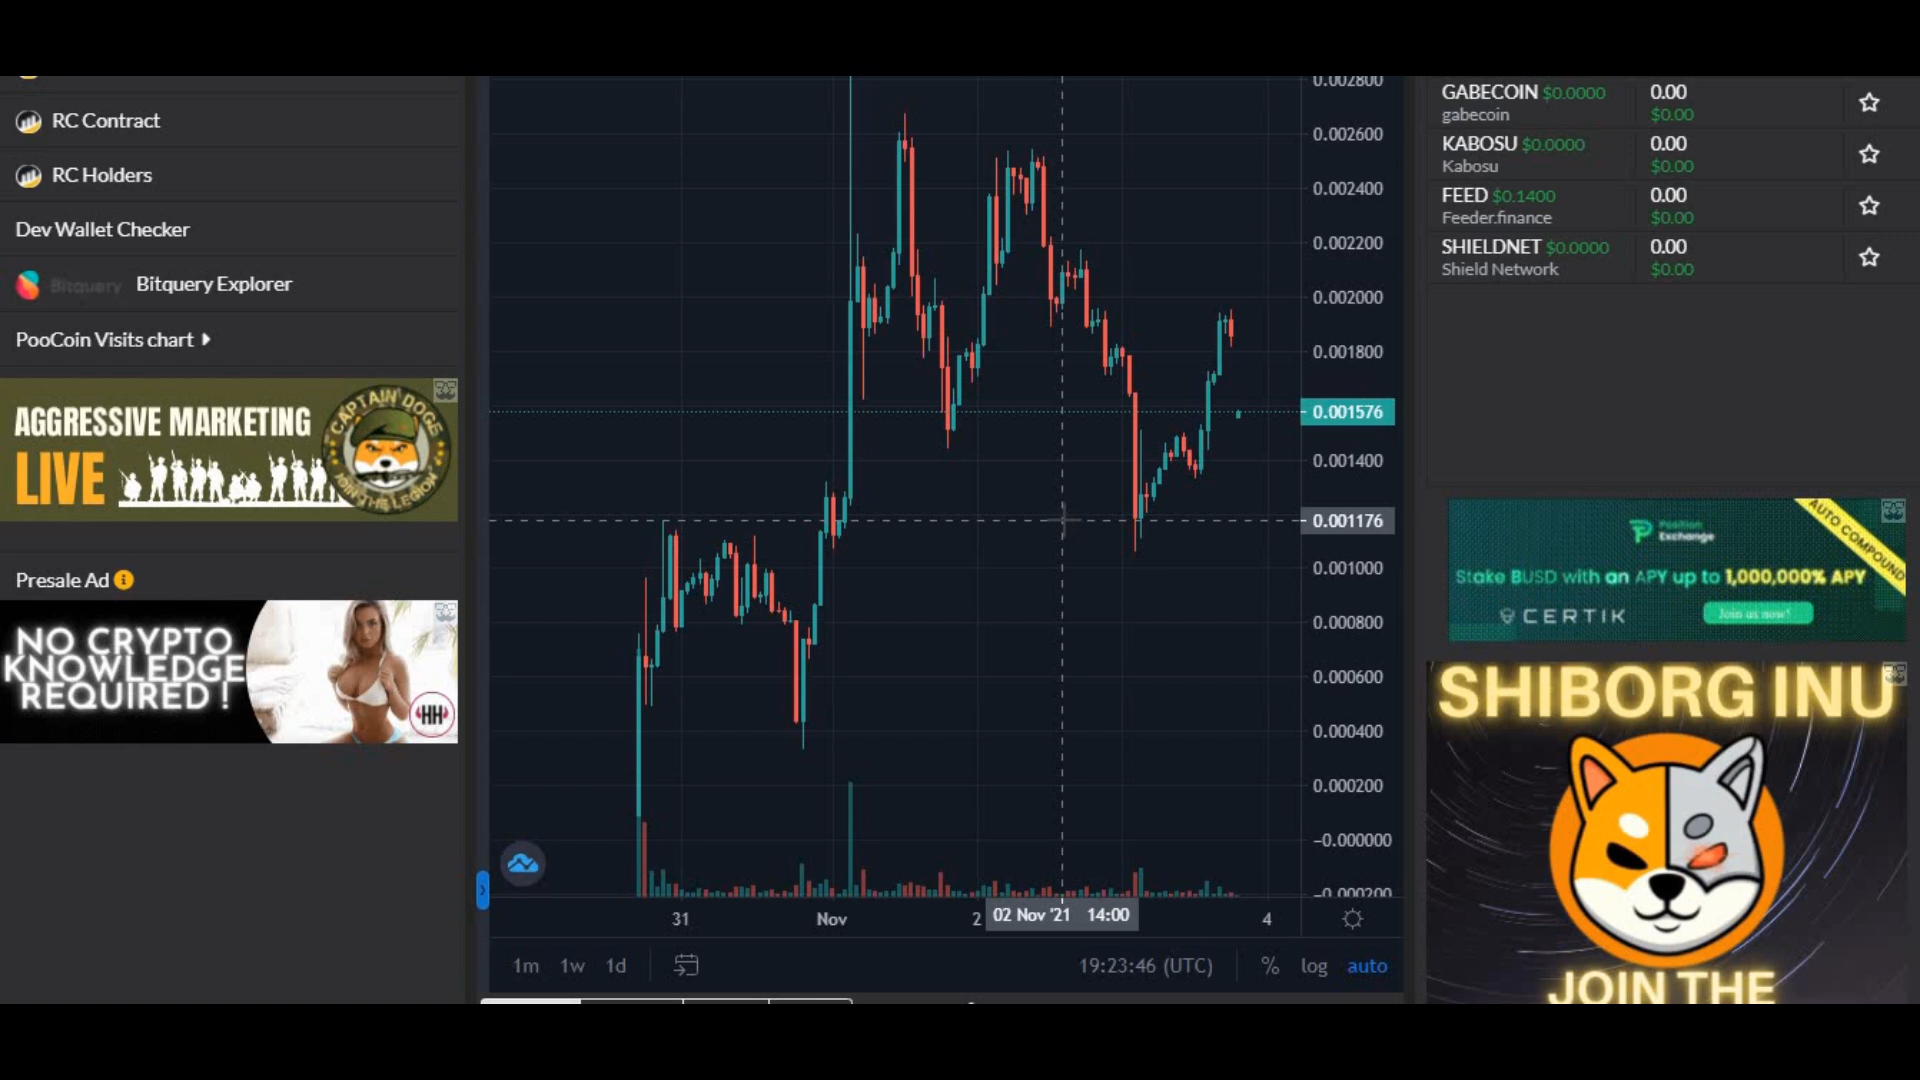 RC Contract
RC Holders
Dev Wallet Checker
Bitquery Bitquery Explorer
PooCoin Visits chart
AGGRESSIVE MARKETING
LIVE
CAPTAIN DOGE
JOIN THE LEGION
Presale Ad
NO CRYPTO
KNOWLEDGE
REQUIRED !
HH
0.002800
0.002600
0.002400
0.002200
0.002000
0.001800
0.001576
0.001400
0.001176
0.001000
0.000800
0.000600
0.000400
0.000200
−0.000000
−0.000200
31
Nov
2
02 Nov '21 14:00
4
1m 1w 1d
19:23:46 (UTC)
% log auto
GABECOIN $0.0000 0.00
gabecoin $0.00
KABOSU $0.0000 0.00
Kabosu $0.00
FEED $0.1400 0.00
Feeder.finance $0.00
SHIELDNET $0.0000 0.00
Shield Network $0.00
AUTO COMPOUND
Position
Exchange
Stake BUSD with an APY up to 1,000,000% APY
CERTIK
Join us now!
SHIBORG INU
JOIN THE